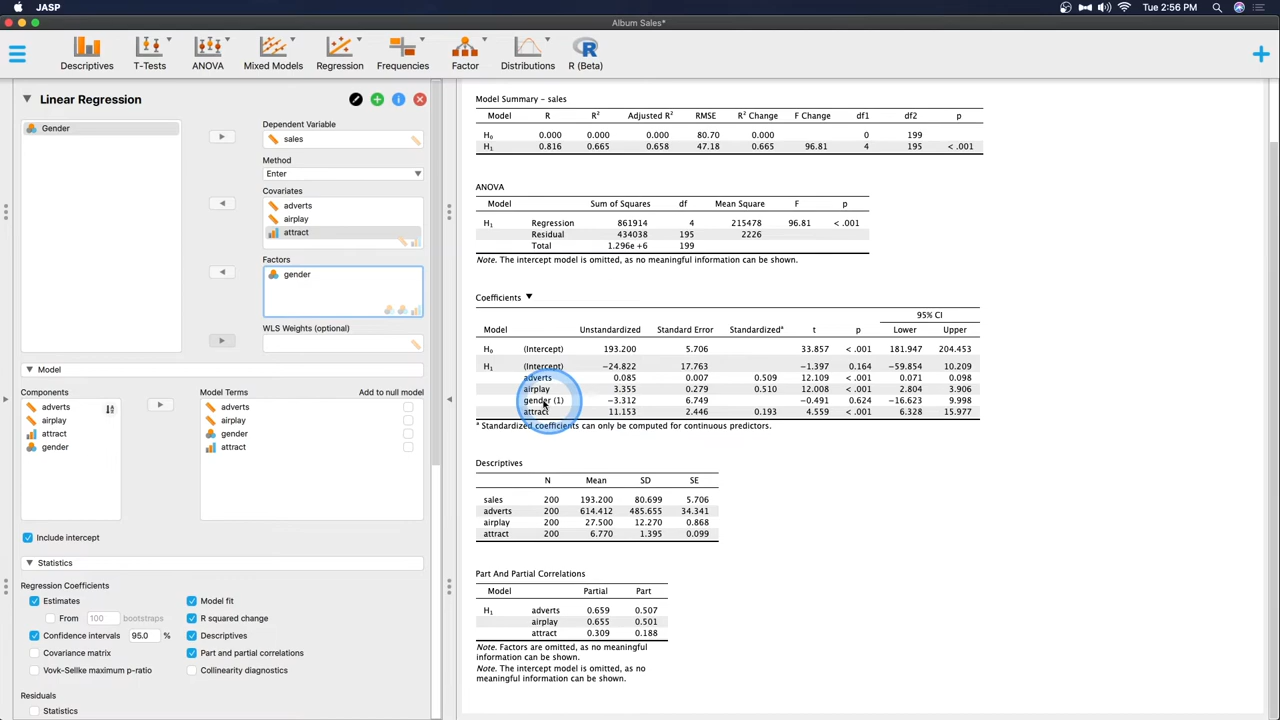 JASP
Tue 2:56 PM
Album Sales*
Descriptives T-Tests ANOVA Mixed Models Regression Frequencies Factor Distributions R (Beta)
Linear Regression
Gender
Dependent Variable
sales
Method
Enter
Covariates
adverts
airplay
attract
Factors
gender
WLS Weights (optional)
Model
Components
adverts
airplay
attract
gender
Model Terms Add to null model
adverts
airplay
gender
attract
Include intercept
Statistics
Regression Coefficients
Estimates
From 100 bootstraps
Confidence intervals 95.0 %
Covariance matrix
Vovk-Sellke maximum p-ratio
Model fit
R squared change
Descriptives
Part and partial correlations
Collinearity diagnostics
Residuals
Statistics
Model Summary - sales
Model R R² Adjusted R² RMSE R² Change F Change df1 df2 p
H₀ 0.000 0.000 0.000 80.70 0.000 0 199
H₁ 0.816 0.665 0.658 47.18 0.665 96.81 4 195 < .001
ANOVA
Model Sum of Squares df Mean Square F p
H₁ Regression 861914 4 215478 96.81 < .001
Residual 434038 195 2226
Total 1.296e +6 199
Note. The intercept model is omitted, as no meaningful information can be shown.
Coefficients
95% CI
Model Unstandardized Standard Error Standardizedᵃ t p Lower Upper
H₀ (Intercept) 193.200 5.706 33.857 < .001 181.947 204.453
H₁ (Intercept) −24.822 17.763 −1.397 0.164 −59.854 10.209
adverts 0.085 0.007 0.509 12.109 < .001 0.071 0.098
airplay 3.355 0.279 0.510 12.008 < .001 2.804 3.906
gender (1) −3.312 6.749 −0.491 0.624 −16.623 9.998
attract 11.153 2.446 0.193 4.559 < .001 6.328 15.977
ᵃ Standardized coefficients can only be computed for continuous predictors.
Descriptives
N Mean SD SE
sales 200 193.200 80.699 5.706
adverts 200 614.412 485.655 34.341
airplay 200 27.500 12.270 0.868
attract 200 6.770 1.395 0.099
Part And Partial Correlations
Model Partial Part
H₁ adverts 0.659 0.507
airplay 0.655 0.501
attract 0.309 0.188
Note. Factors are omitted, as no meaningful
information can be shown.
Note. The intercept model is omitted, as no
meaningful information can be shown.